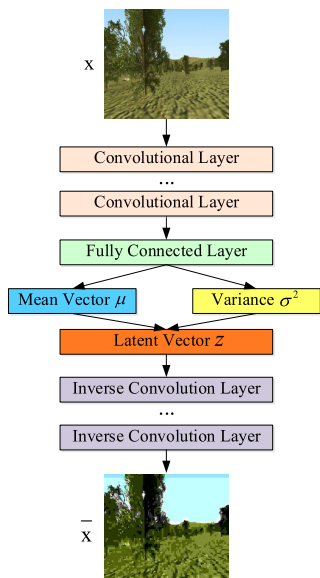 x
Convolutional Layer
...
Convolutional Layer
Fully Connected Layer
Mean Vector μ
Variance σ²
Latent Vector z
Inverse Convolution Layer
...
Inverse Convolution Layer
x̄